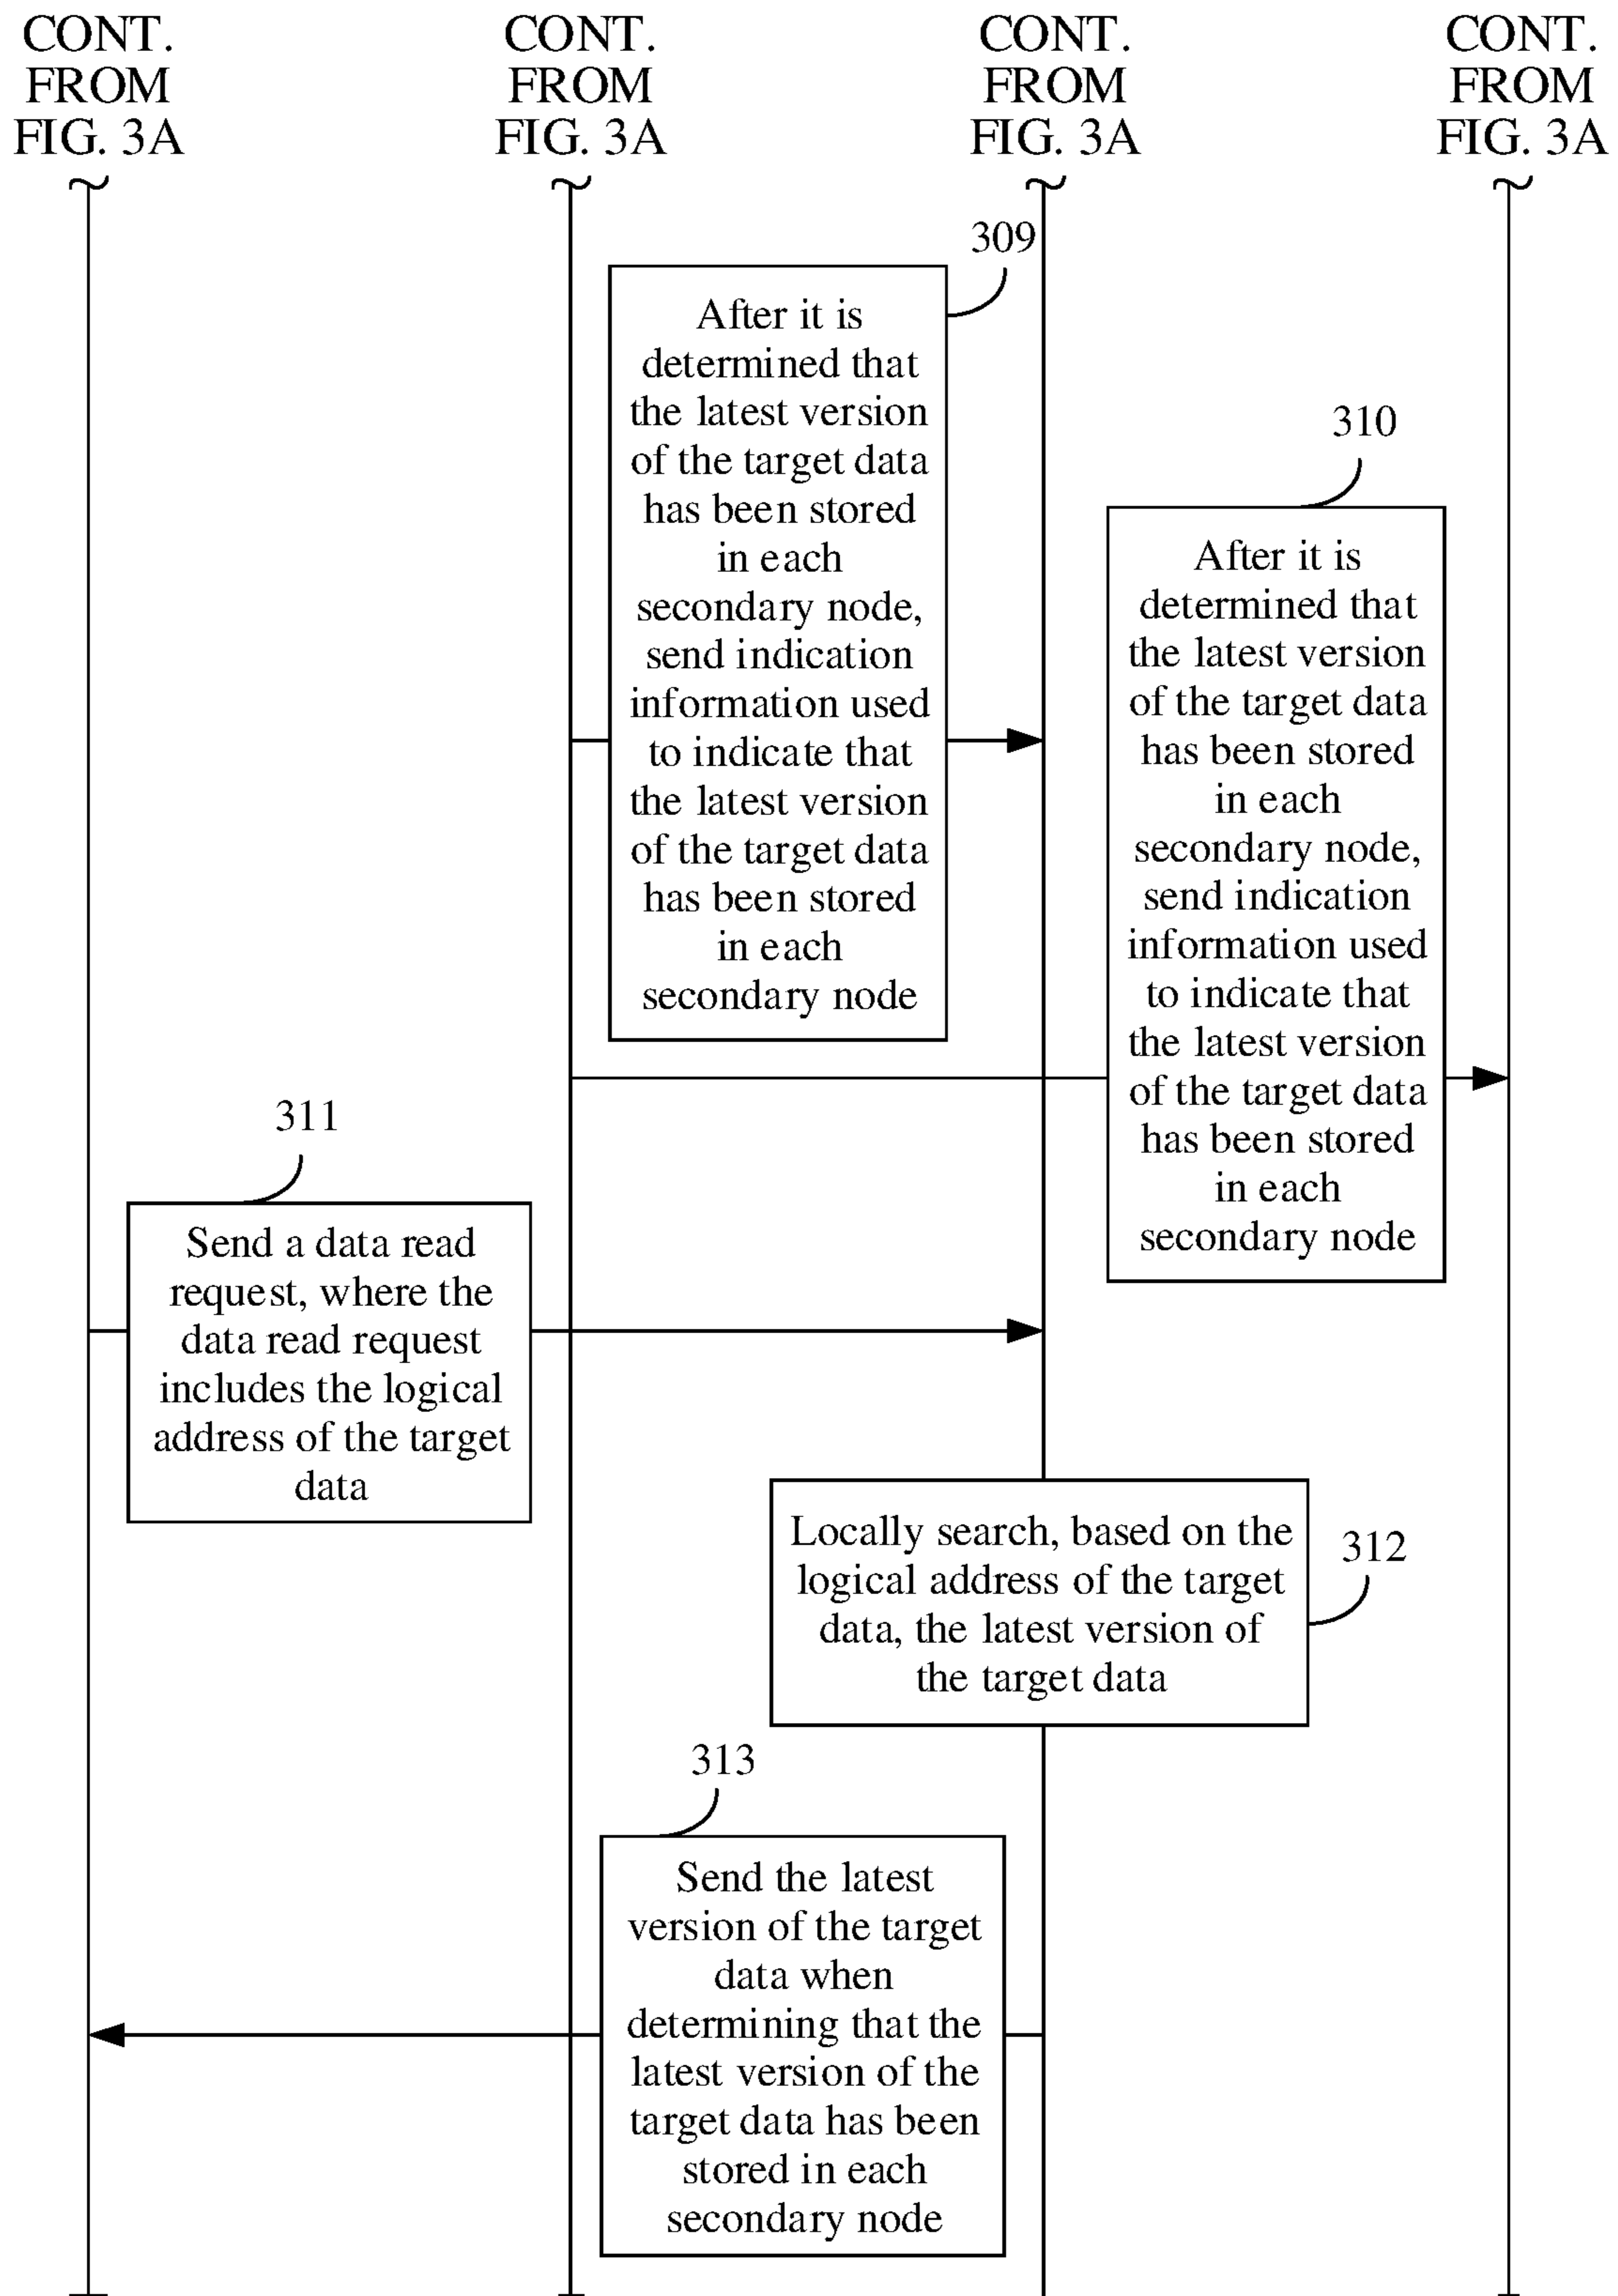 CONT.
FROM
FIG. 3A
CONT.
FROM
FIG. 3A
CONT.
FROM
FIG. 3A
CONT.
FROM
FIG. 3A
309
After it is
determined that
the latest version
of the target data
has been stored
in each
secondary node,
send indication
information used
to indicate that
the latest version
of the target data
has been stored
in each
secondary node
310
After it is
determined that
the latest version
of the target data
has been stored
in each
secondary node,
send indication
information used
to indicate that
the latest version
of the target data
has been stored
in each
secondary node
311
Send a data read
request, where the
data read request
includes the logical
address of the target
data
312
Locally search, based on the
logical address of the target
data, the latest version of
the target data
313
Send the latest
version of the target
data when
determining that the
latest version of the
target data has been
stored in each
secondary node